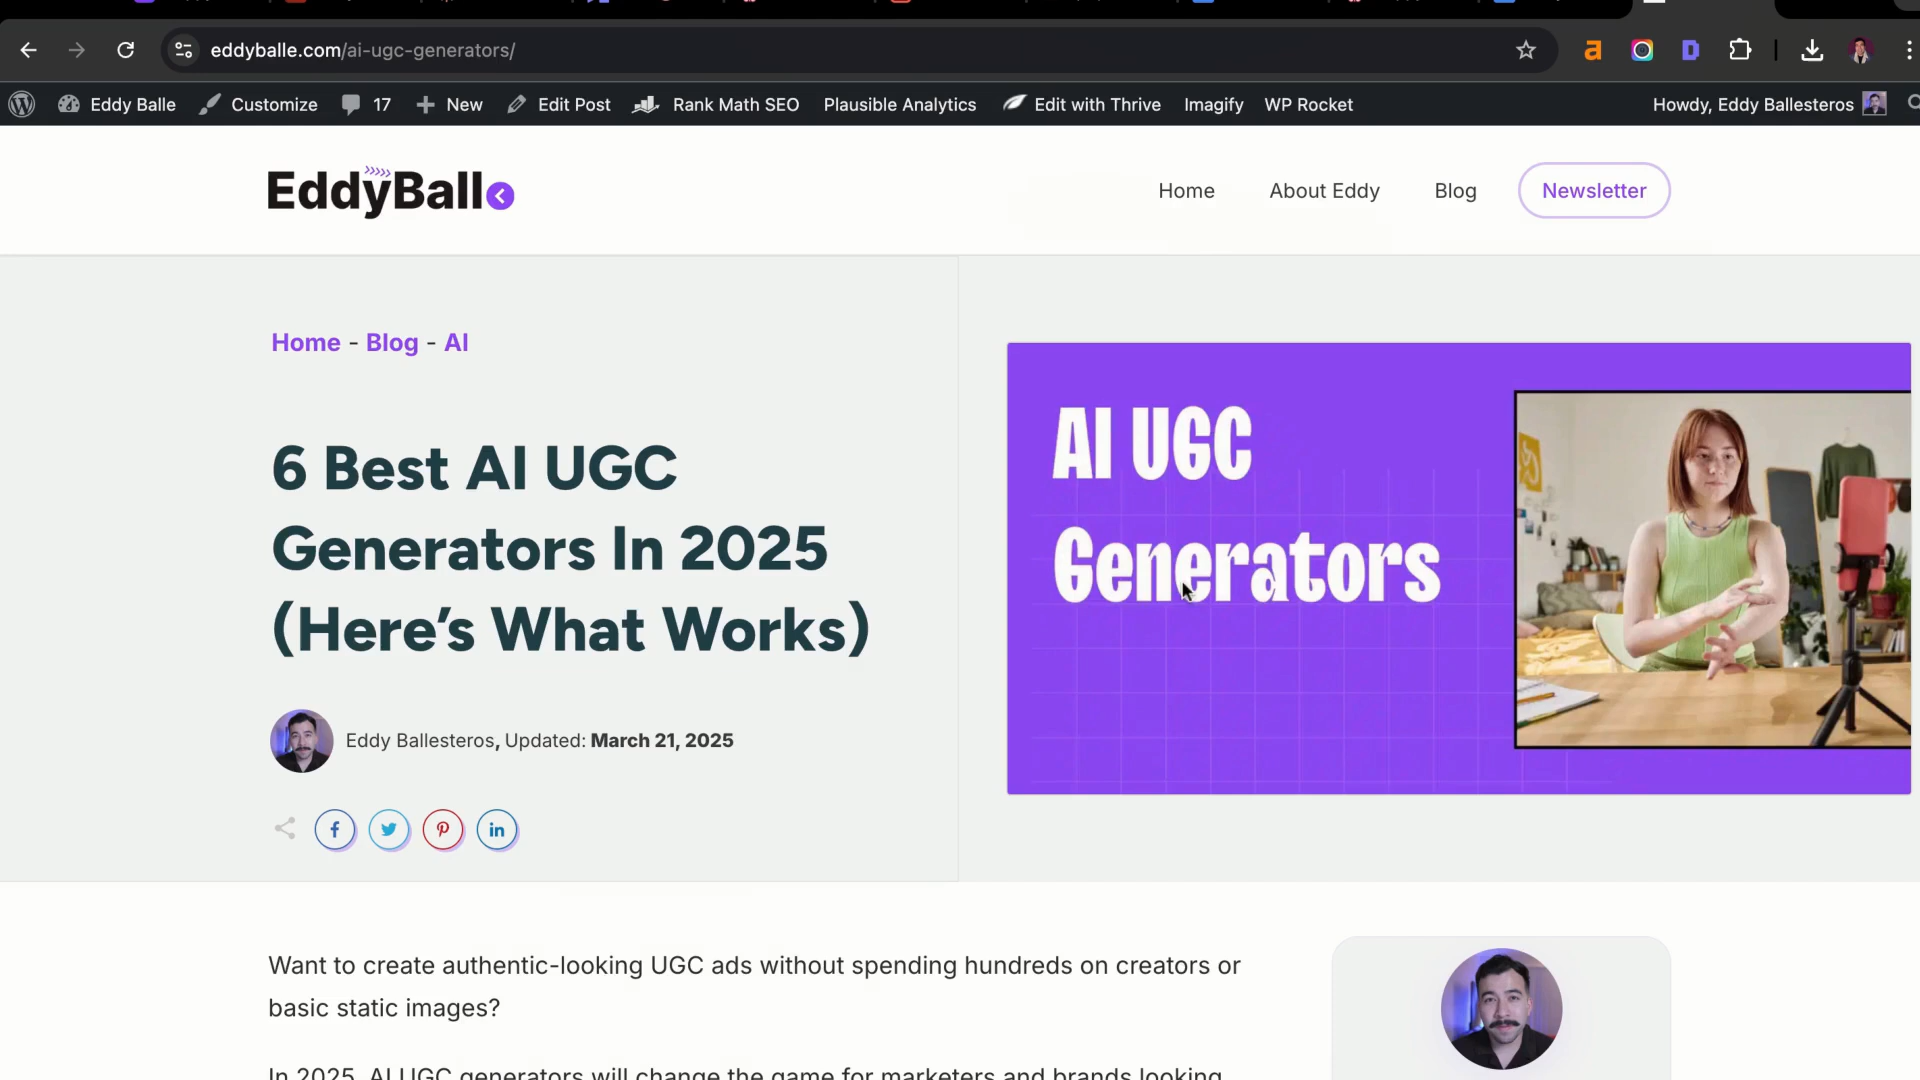 eddyballe.com/ai-ugc-generators/
Eddy Balle Customize 17 New Edit Post Rank Math SEO Plausible Analytics Edit with Thrive Imagify WP Rocket Howdy, Eddy Ballesteros
EddyBall
Home About Eddy Blog Newsletter
Home - Blog - AI
6 Best AI UGC
Generators In 2025
(Here's What Works)
Eddy Ballesteros, Updated: March 21, 2025
AI UGC
Generators
Want to create authentic-looking UGC ads without spending hundreds on creators or
basic static images?
In 2025, AI UGC generators will change the game for marketers and brands looking